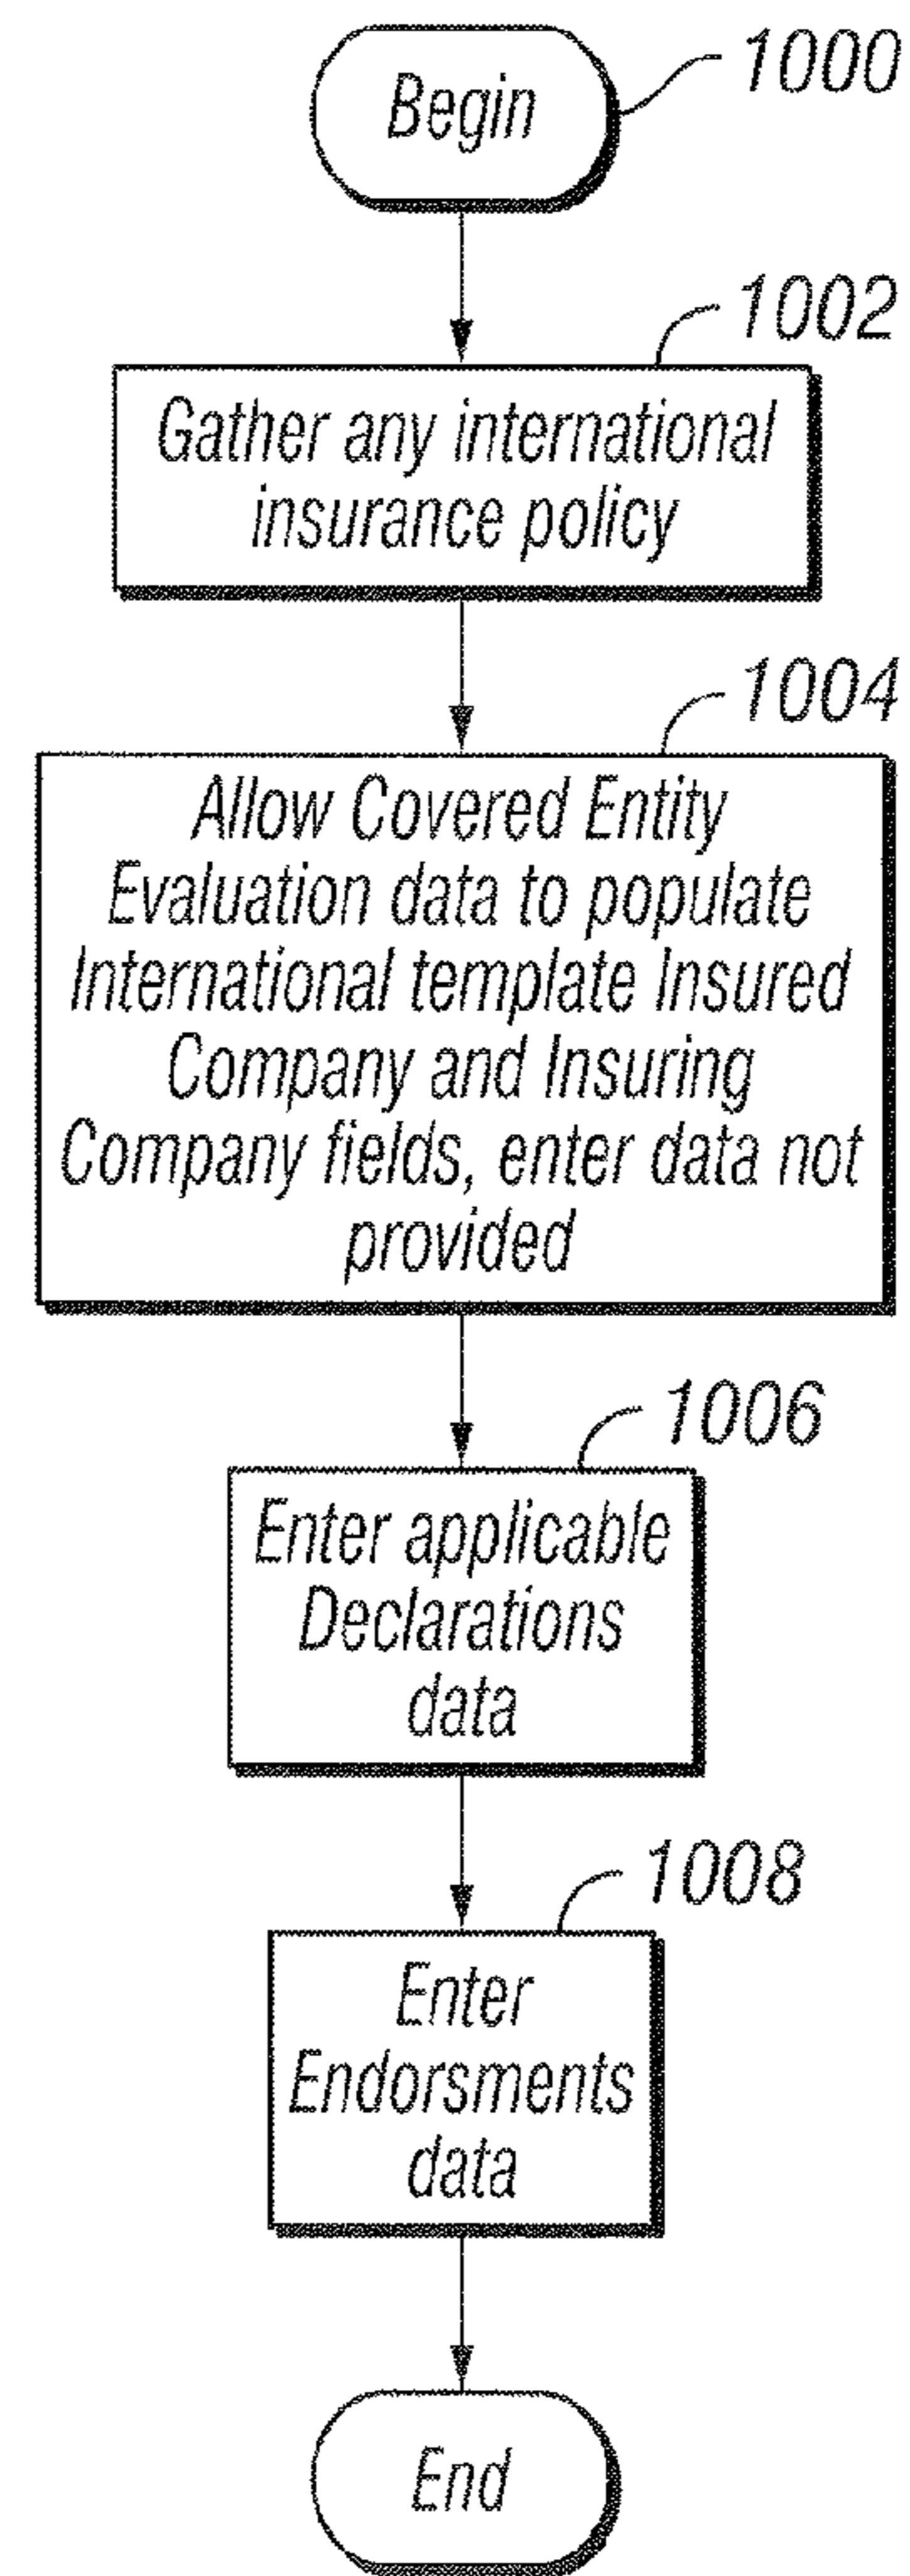 1000
Begin
1002
Gather any international
insurance policy
1004
Allow Covered Entity
Evaluation data to populate
International template Insured
Company and Insuring
Company fields, enter data not
provided
1006
Enter applicable
Declarations
data
1008
Enter
Endorsments
data
End